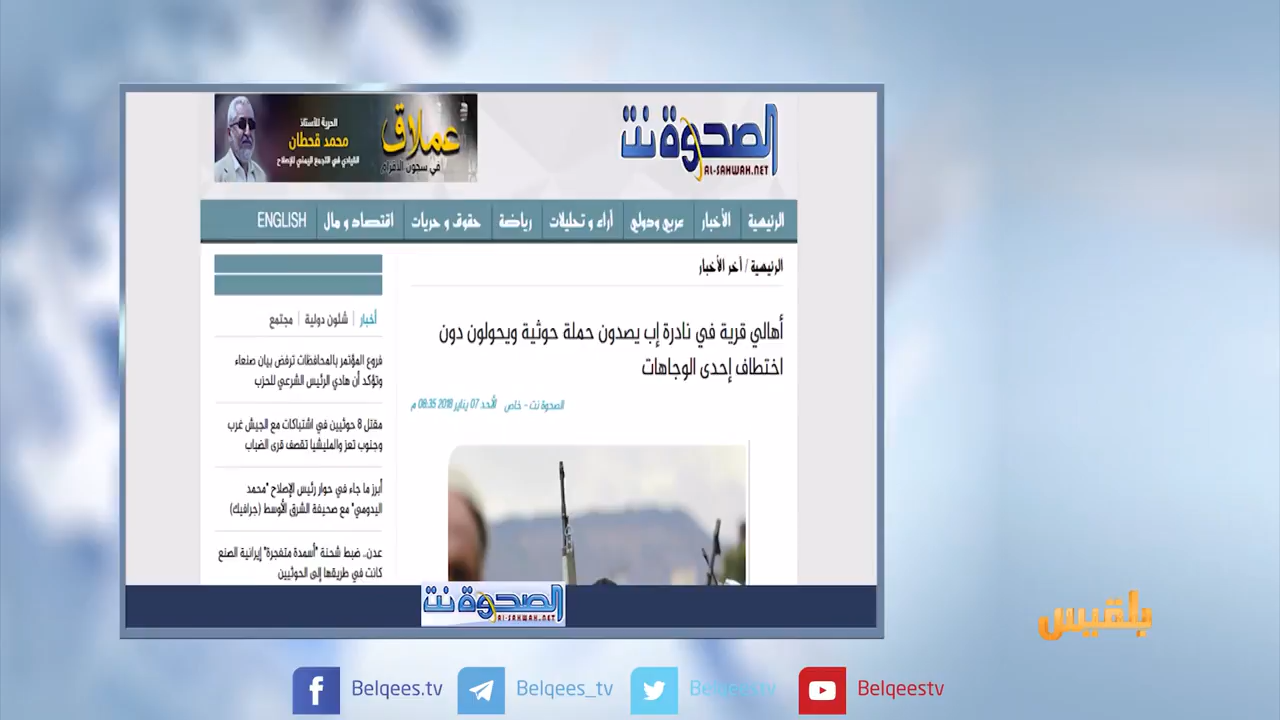 الصحوة نت
AL-SAHWAH.NET
عملاق
في سجون الاقزام
الحرية للأستاذ
محمد قحطان
القيادي في التجمع اليمني للإصلاح
الرئيسية
الأخبار
عربي ودولي
آراء و تحليلات
رياضة
حقوق و حريات
اقتصاد و مال
ENGLISH
الرئيسية / آخر الأخبار
أهالي قرية في نادرة إب يصدون حملة حوثية ويحولون دون
اختطاف إحدى الوجاهات
الصحوة نت - خاص الأحد 07 يناير 2018 08:35 م
أخبار | شئون دولية | مجتمع
فروع المؤتمر بالمحافظات ترفض بيان صنعاء
وتؤكد أن هادي الرئيس الشرعي للحزب
مقتل 8 حوثيين في اشتباكات مع الجيش غرب
وجنوب تعز والمليشيا تقصف قرى الضباب
أبرز ما جاء في حوار رئيس الإصلاح "محمد
اليدومي" مع صحيفة الشرق الأوسط (جرافيك)
عدن.. ضبط شحنة "أسمدة متفجرة" إيرانية الصنع
كانت في طريقها إلى الحوثيين
الصحوة نت
AL-SAHWAH.NET
بلقيس
Belqees.tv
Belqees_tv
Belqeestv
Belqeestv